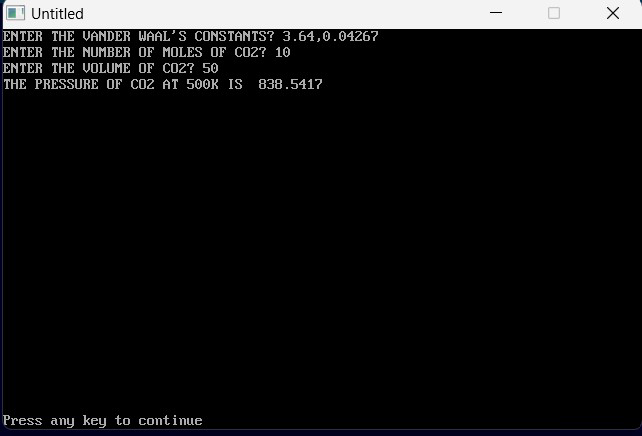 Untitled
ENTER THE VANDER WAAL'S CONSTANTS? 3.64,0.04267
ENTER THE NUMBER OF MOLES OF CO2? 10
ENTER THE VOLUME OF CO2? 50
THE PRESSURE OF CO2 AT 500K IS  838.5417
Press any key to continue